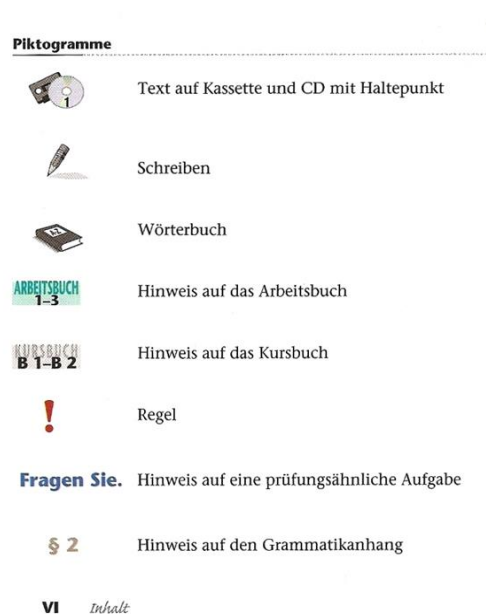 Piktogramme
1 Text auf Kassette und CD mit Haltepunkt
Schreiben
AZ Wörterbuch
ARBEITSBUCH
1–3 Hinweis auf das Arbeitsbuch
KURSBUCH
B 1–B 2 Hinweis auf das Kursbuch
! Regel
Fragen Sie. Hinweis auf eine prüfungsähnliche Aufgabe
§ 2 Hinweis auf den Grammatikanhang
VI Inhalt